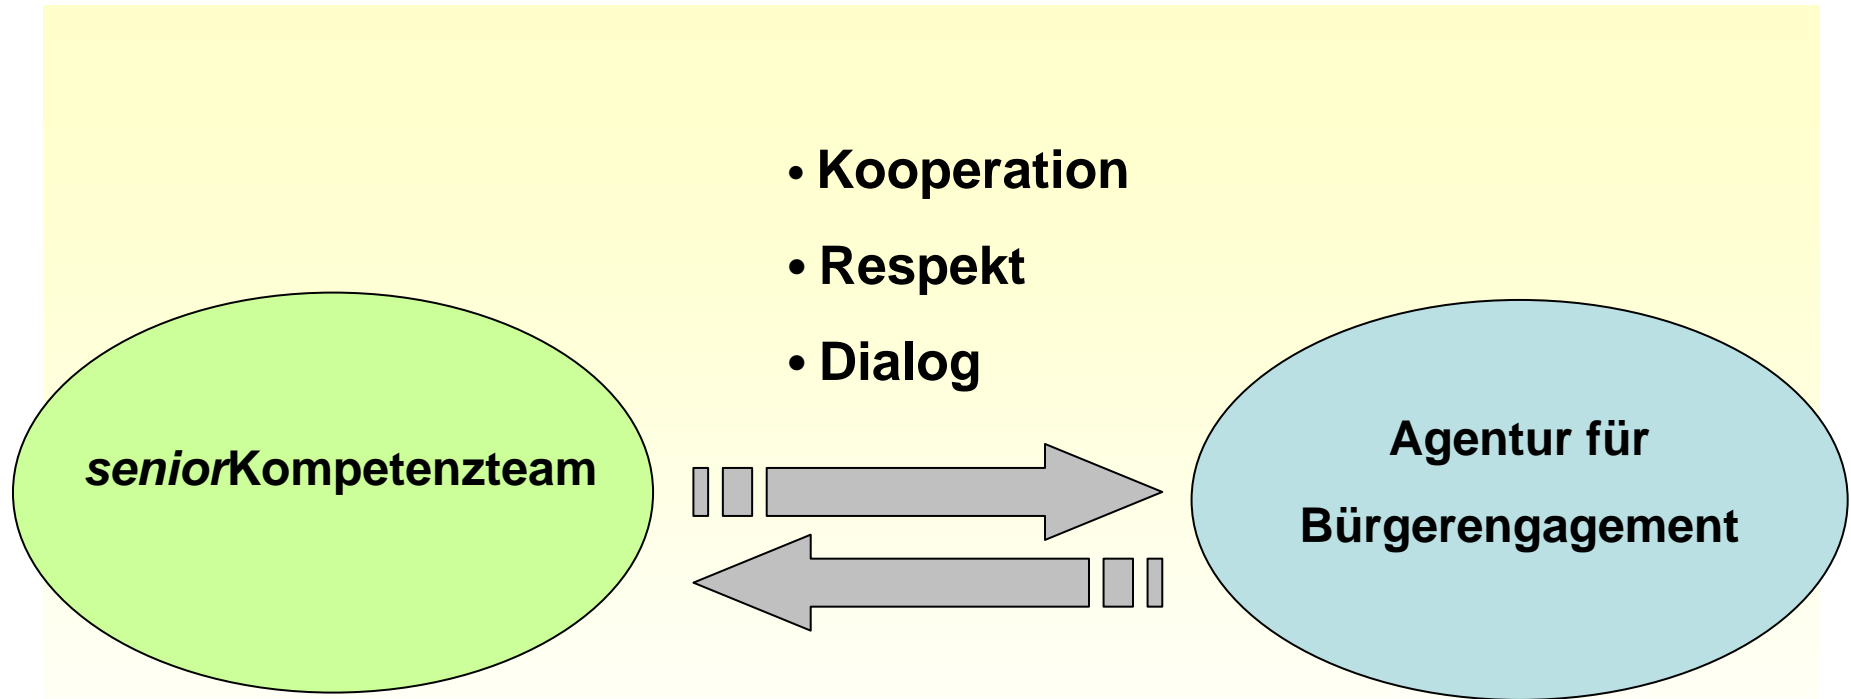 • Kooperation
• Respekt
• Dialog
seniorKompetenzteam
Agentur für
Bürgerengagement